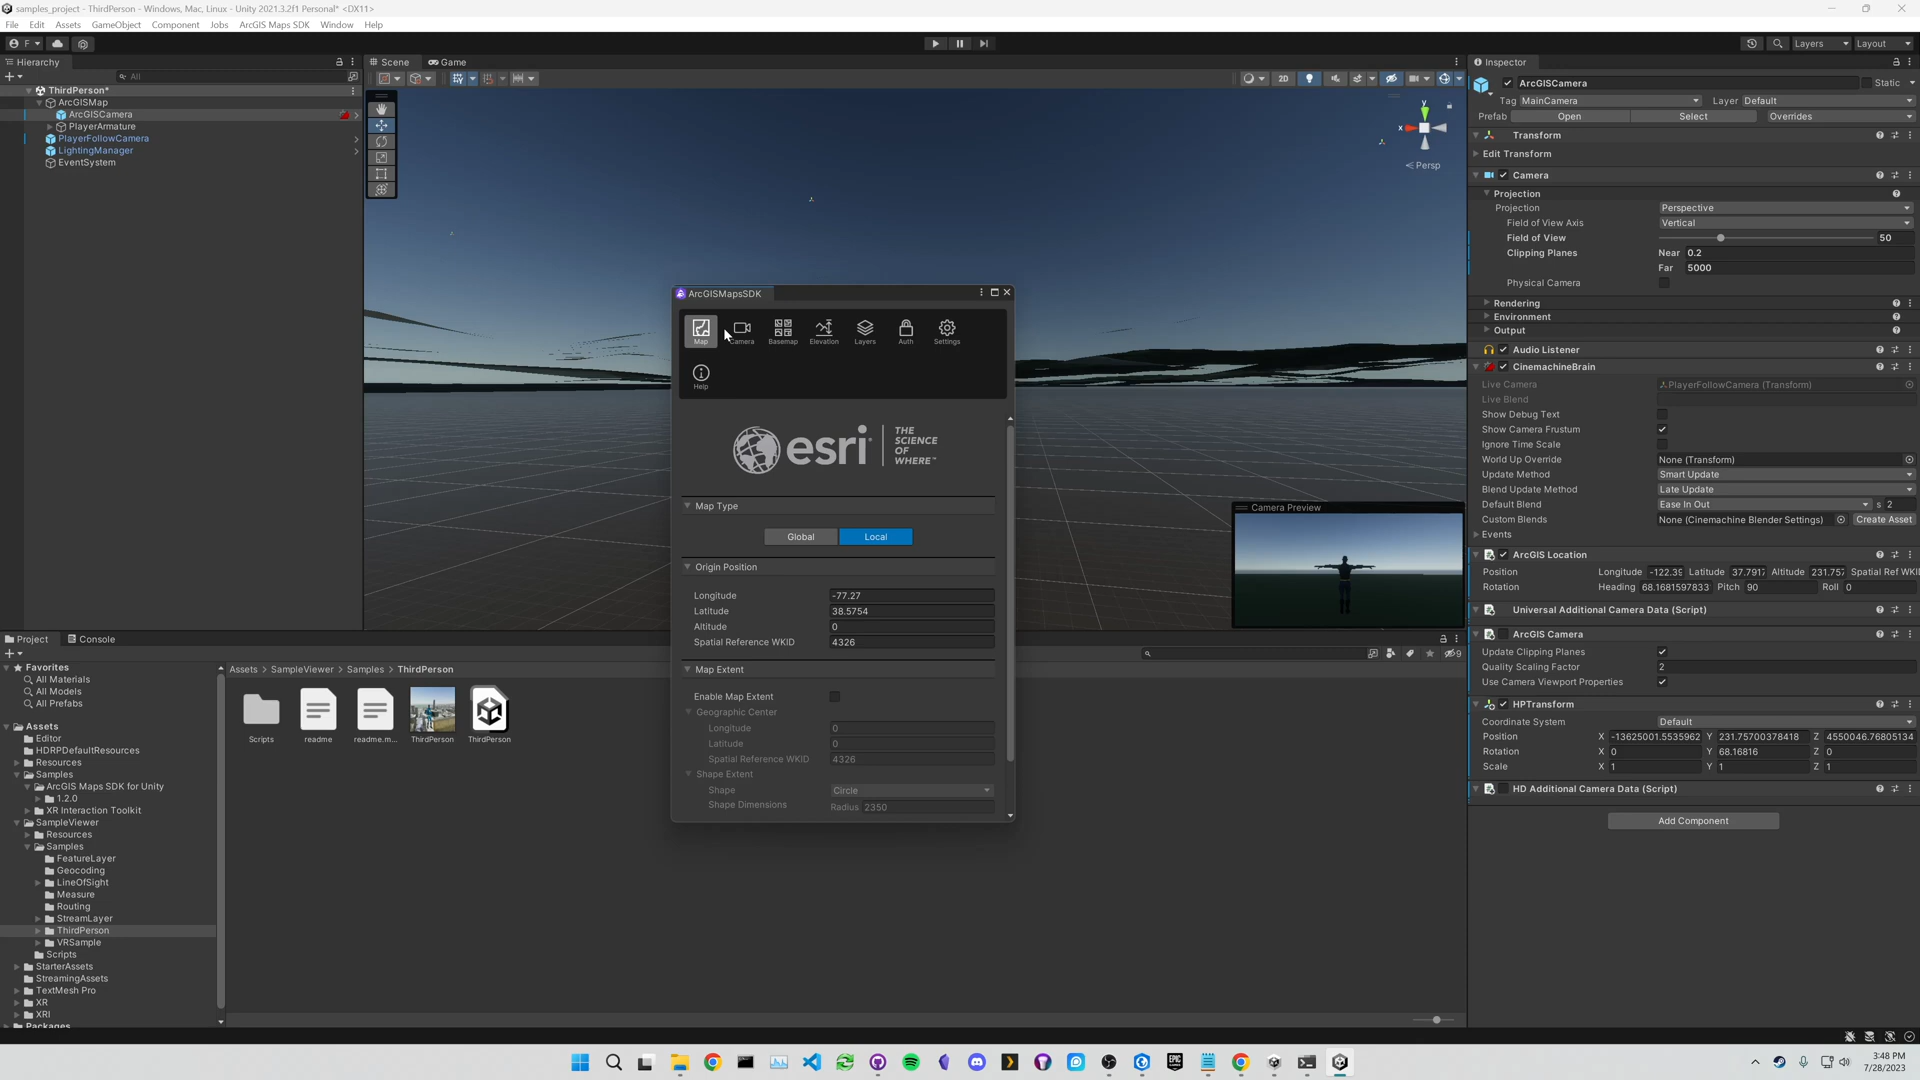 samples_project - ThirdPerson - Windows, Mac, Linux - Unity 2021.3.2f1 Personal* <DX11>
File Edit Assets GameObject Component Jobs ArcGIS Maps SDK Window Help
F
Layers
Layout
Hierarchy
All
ThirdPerson*
ArcGISMap
ArcGISCamera
PlayerArmature
PlayerFollowCamera
LightingManager
EventSystem
Scene
Game
2D
y
x
Persp
ArcGISMapsSDK
Map
Camera
Basemap
Elevation
Layers
Auth
Settings
Help
esri
THE
SCIENCE
OF
WHERE
Map Type
Global
Local
Origin Position
Longitude -77.27
Latitude 38.5754
Altitude 0
Spatial Reference WKID 4326
Map Extent
Enable Map Extent
Geographic Center
Longitude 0
Latitude 0
Spatial Reference WKID 4326
Shape Extent
Shape Circle
Shape Dimensions Radius 2350
Camera Preview
Inspector
ArcGISCamera
Static
Tag MainCamera Layer Default
Prefab Open Select Overrides
Transform
Edit Transform
Camera
Projection
Projection Perspective
Field of View Axis Vertical
Field of View 50
Clipping Planes Near 0.2
Far 5000
Physical Camera
Rendering
Environment
Output
Audio Listener
CinemachineBrain
Live Camera PlayerFollowCamera (Transform)
Live Blend
Show Debug Text
Show Camera Frustum
Ignore Time Scale
World Up Override None (Transform)
Update Method Smart Update
Blend Update Method Late Update
Default Blend Ease In Out s 2
Custom Blends None (Cinemachine Blender Settings) Create Asset
Events
ArcGIS Location
Position Longitude -122.39 Latitude 37.7917 Altitude 231.757 Spatial Ref WKID
Rotation Heading 68.1681597833 Pitch 90 Roll 0
Universal Additional Camera Data (Script)
ArcGIS Camera
Update Clipping Planes
Quality Scaling Factor 2
Use Camera Viewport Properties
HPTransform
Coordinate System Default
Position X -13625001.5535962 Y 231.75700378418 Z 4550046.76805134
Rotation X 0 Y 68.16816 Z 0
Scale X 1 Y 1 Z 1
HD Additional Camera Data (Script)
Add Component
Project
Console
9
Favorites
All Materials
All Models
All Prefabs
Assets
Editor
HDRPDefaultResources
Resources
Samples
ArcGIS Maps SDK for Unity
1.2.0
XR Interaction Toolkit
SampleViewer
Resources
Samples
FeatureLayer
Geocoding
LineOfSight
Measure
Routing
StreamLayer
ThirdPerson
VRSample
Scripts
StarterAssets
StreamingAssets
TextMesh Pro
XR
XRI
Packages
Assets > SampleViewer > Samples > ThirdPerson
Scripts
readme
readme.m...
ThirdPerson
ThirdPerson
EPIC
3:48 PM
7/28/2023